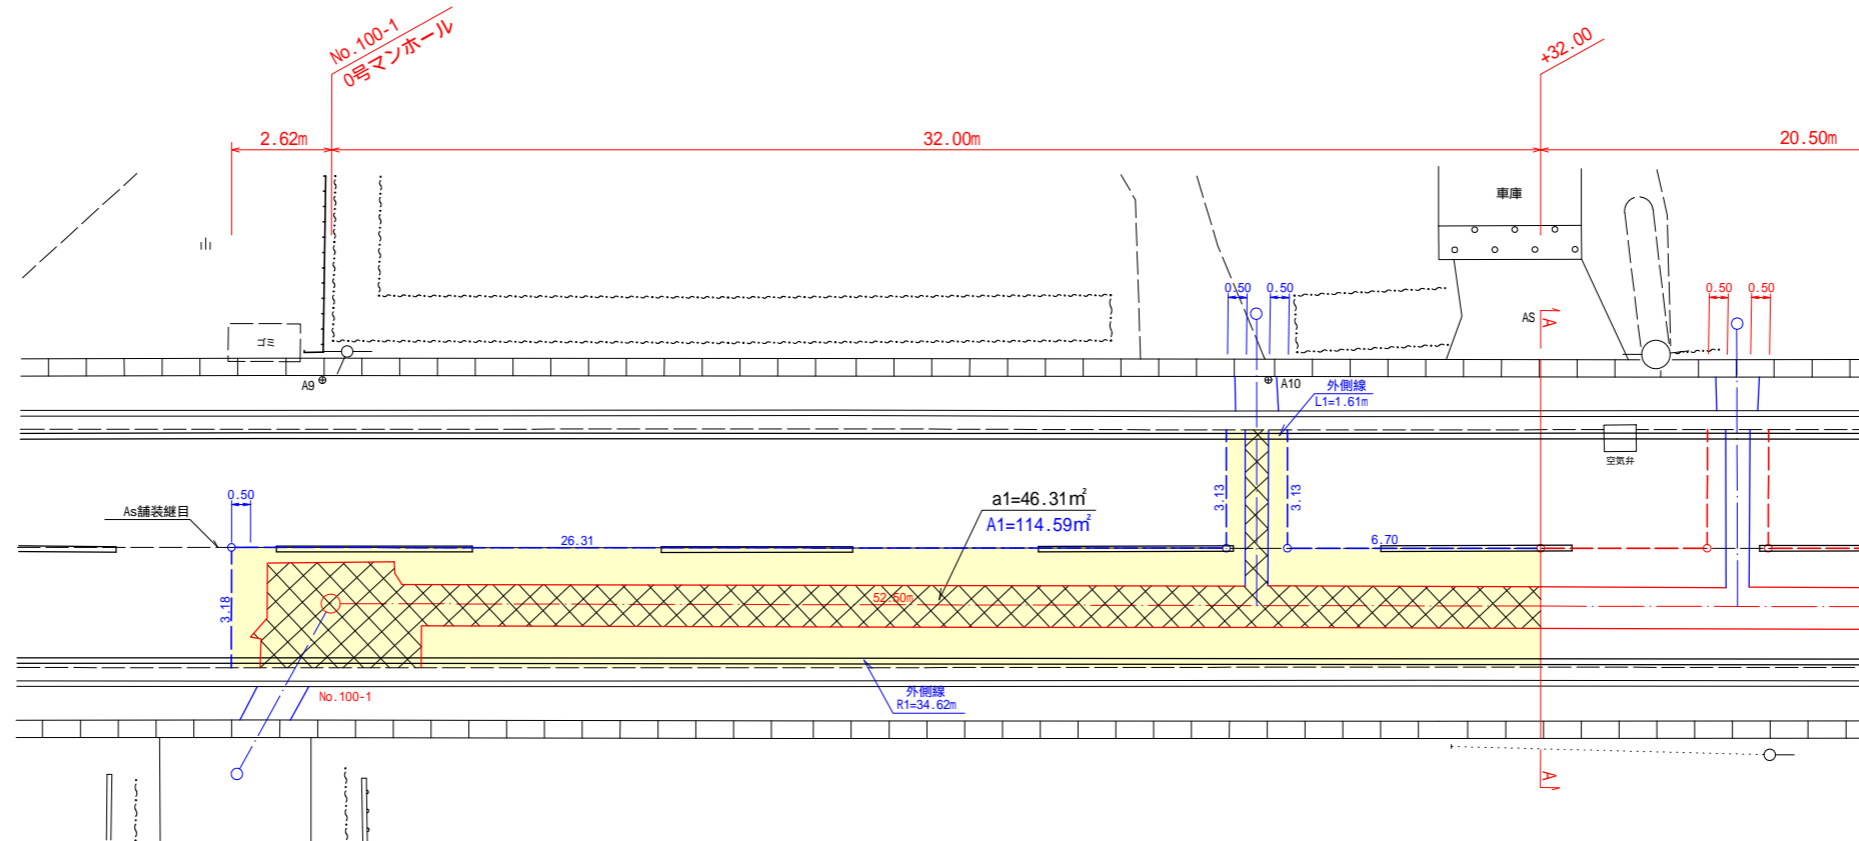 No.100-1
0号マンホール
+32.00
2.62m
32.00m
20.50m
車庫
ゴミ
0.50
0.50
0.50
0.50
AS
A
A9
A10
外側線
L1=1.61m
空気弁
0.50
As舗装継目
a1=46.31㎡
A1=114.59㎡
3.13
3.13
26.31
6.70
3.18
52.50m
No.100-1
外側線
R1=34.62m
A